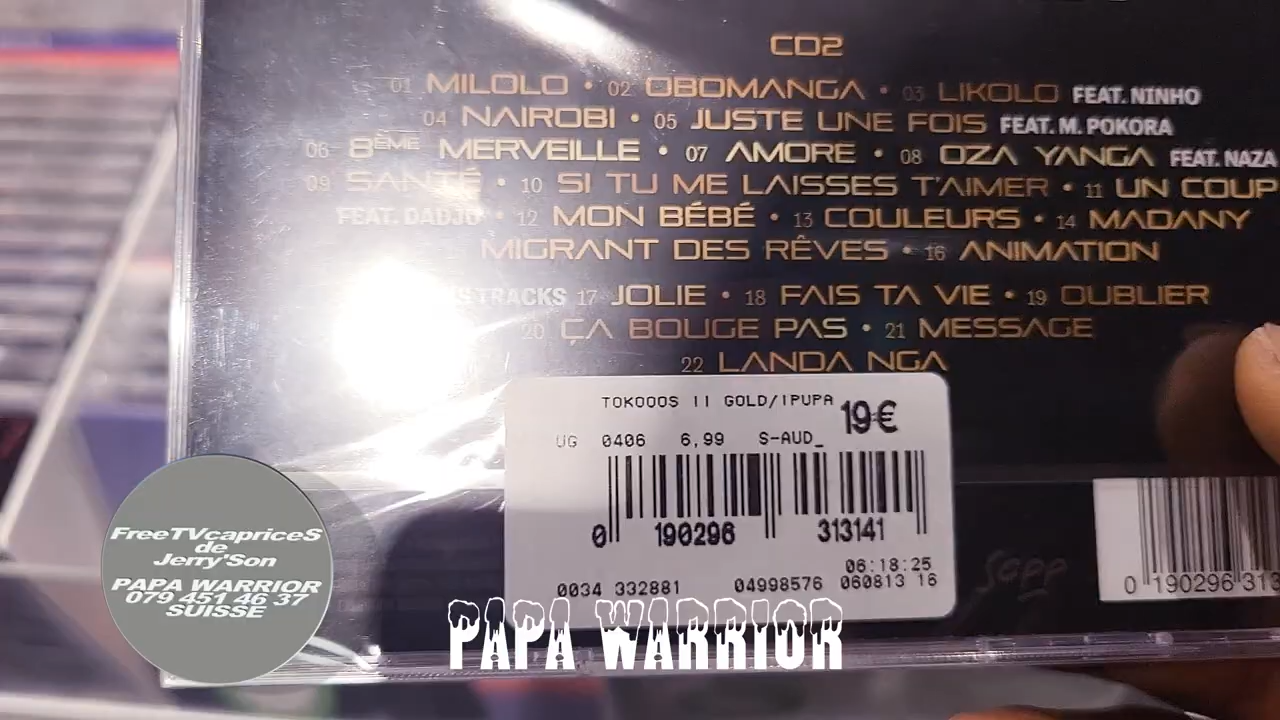 CD2
01 MILOLO • 02 OBOMANGA • 03 LIKOLO FEAT. NINHO
04 NAIROBI • 05 JUSTE UNE FOIS FEAT. M. POKORA
06 8ÈME MERVEILLE • 07 AMORE • 08 OZA YANGA FEAT. NAZA
09 SANTÉ • 10 SI TU ME LAISSES T'AIMER • 11 UN COUP
FEAT. DADJU • 12 MON BÉBÉ • 13 COULEURS • 14 MADANY
MIGRANT DES RÊVES • 16 ANIMATION
TRACKS 17 JOLIE • 18 FAIS TA VIE • 19 OUBLIER
20 ÇA BOUGE PAS • 21 MESSAGE
22 LANDA NGA
TOKOOOS II GOLD/IPUPA 19€
UG 0406 6,99 S-AUD_
0 190296 313141
06:18:25
0034 332881 04998576 060813 16
0 190296 313
FreeTVcapriceS
de
Jerry'Son
PAPA WARRIOR
079 451 46 37
SUISSE
PAPA WARRIOR